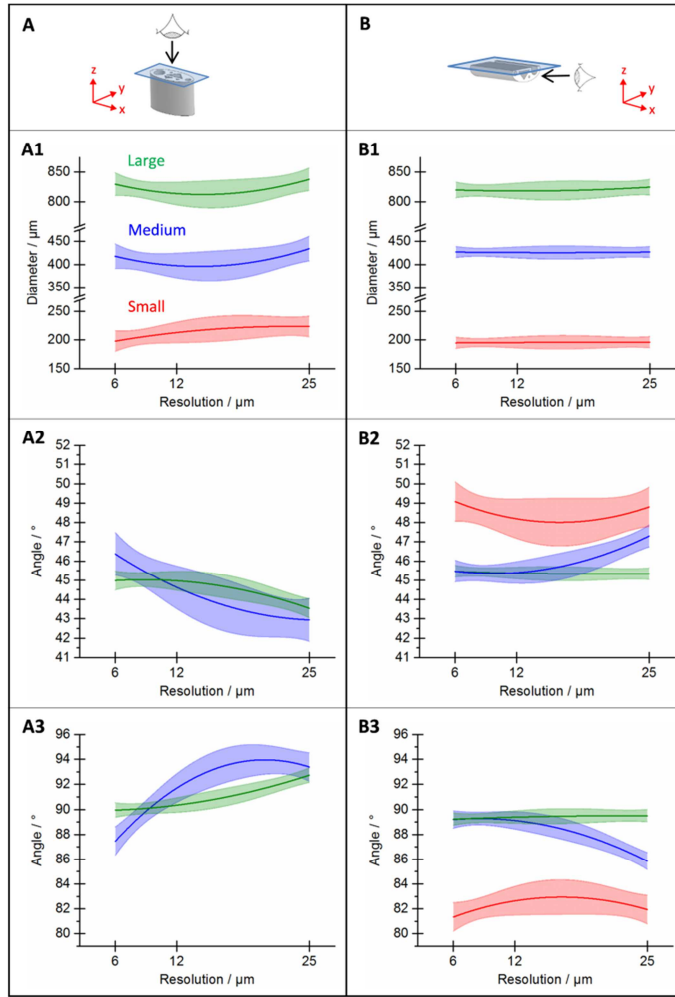 A
B
z
y
x
z
y
x
A1
B1
Large
Medium
Small
850
800
450
400
350
200
150
Diameter / µm
6
12
25
Resolution / µm
850
800
450
400
350
200
150
Diameter / µm
6
12
25
Resolution / µm
A2
B2
52
51
50
49
48
47
46
45
44
43
42
41
Angle / °
6
12
25
Resolution / µm
52
51
50
49
48
47
46
45
44
43
42
41
Angle / °
6
12
25
Resolution / µm
A3
B3
96
94
92
90
88
86
84
82
80
Angle / °
6
12
25
Resolution / µm
96
94
92
90
88
86
84
82
80
Angle / °
6
12
25
Resolution / µm